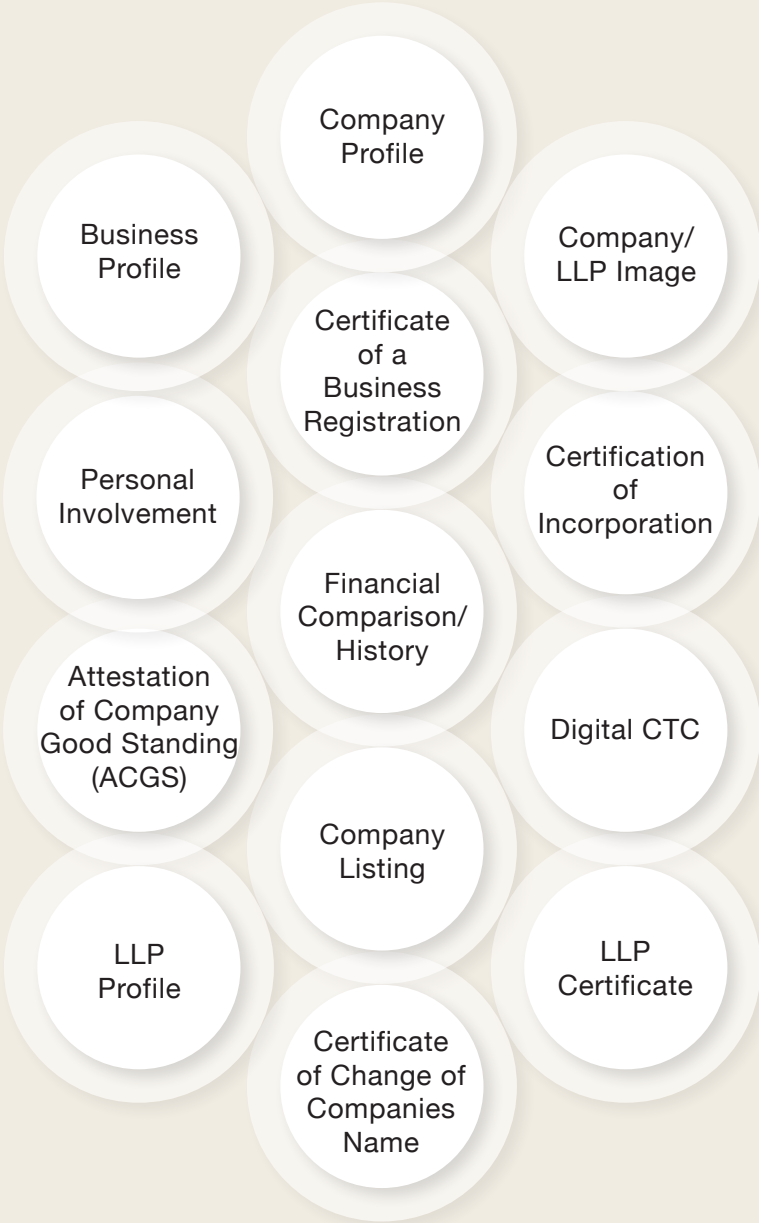 Company
Profile
Business
Profile
Company/
LLP Image
Certificate
of a
Business
Registration
Personal
Involvement
Certification
of
Incorporation
Financial
Comparison/
History
Attestation
of Company
Good Standing
(ACGS)
Digital CTC
Company
Listing
LLP
Profile
LLP
Certificate
Certificate
of Change of
Companies
Name